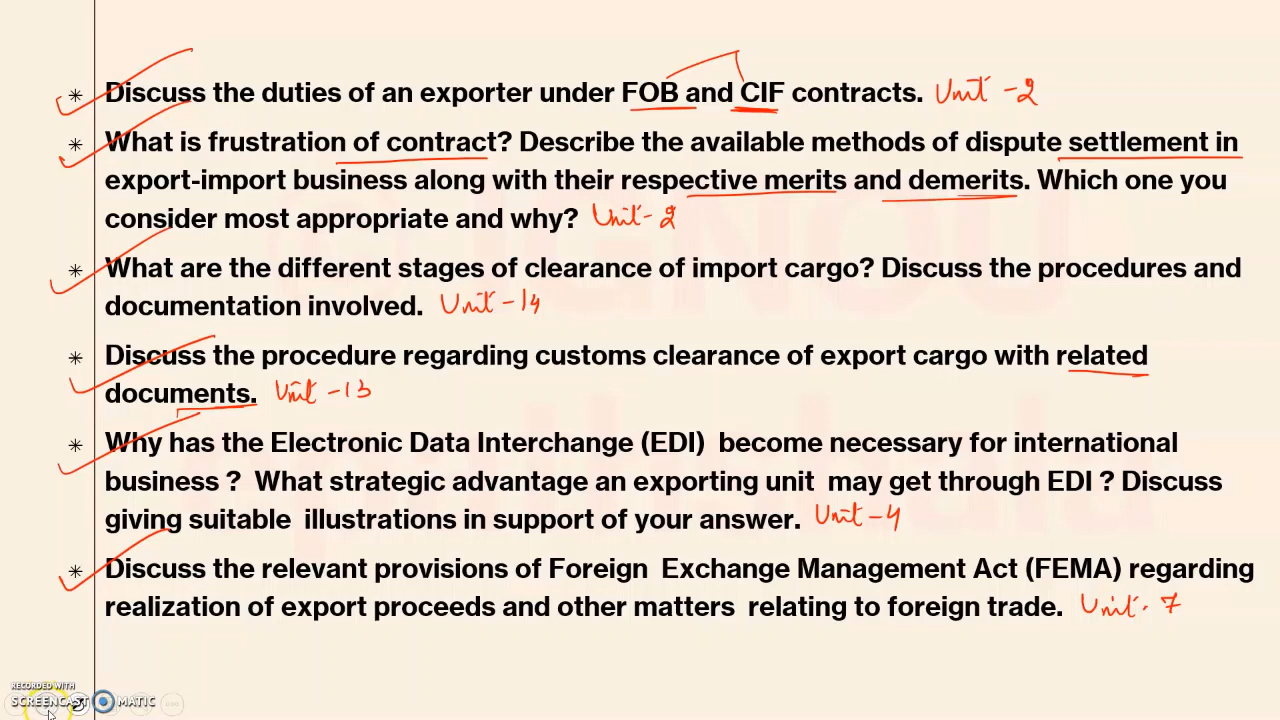 * Discuss the duties of an exporter under FOB and CIF contracts. Unit - 2
* What is frustration of contract? Describe the available methods of dispute settlement in
export-import business along with their respective merits and demerits. Which one you
consider most appropriate and why? Unit - 2
* What are the different stages of clearance of import cargo? Discuss the procedures and
documentation involved. Unit - 14
* Discuss the procedure regarding customs clearance of export cargo with related
documents. Unit - 13
* Why has the Electronic Data Interchange (EDI) become necessary for international
business ? What strategic advantage an exporting unit may get through EDI ? Discuss
giving suitable illustrations in support of your answer. Unit - 4
* Discuss the relevant provisions of Foreign Exchange Management Act (FEMA) regarding
realization of export proceeds and other matters relating to foreign trade. Unit. 7
RECORDED WITH
SCREENCAST MATIC